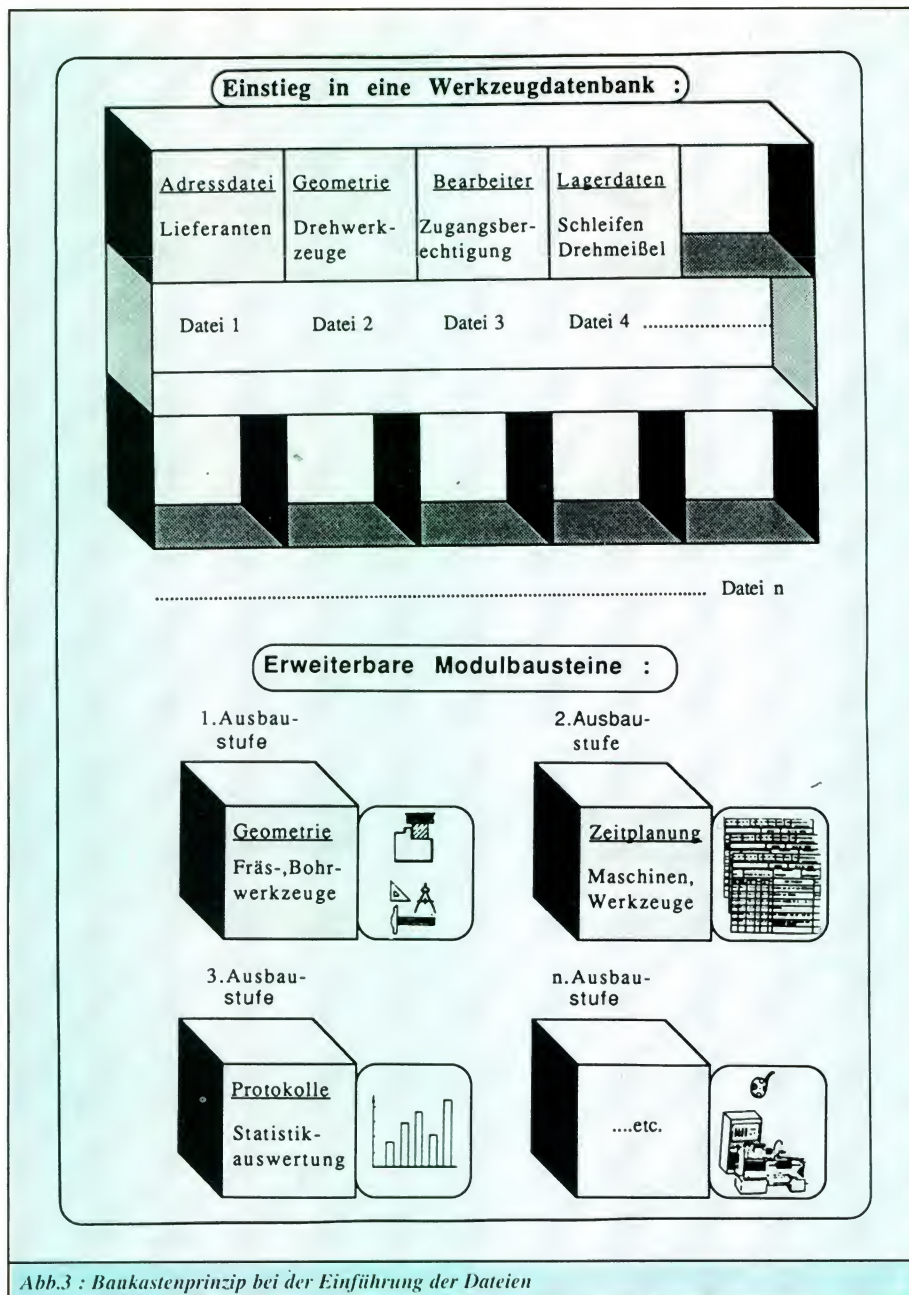 Einstieg in eine Werkzeugdatenbank :
Adressdatei
Lieferanten
Geometrie
Drehwerk-
zeuge
Bearbeiter
Zugangsber-
echtigung
Lagerdaten
Schleifen
Drehmeißel
Datei 1 Datei 2 Datei 3 Datei 4 ........................
........................................................................ Datei n
Erweiterbare Modulbausteine :
1.Ausbau-
stufe
Geometrie
Fräs-,Bohr-
werkzeuge
2.Ausbau-
stufe
Zeitplanung
Maschinen,
Werkzeuge
3.Ausbau-
stufe
Protokolle
Statistik-
auswertung
n.Ausbau-
stufe
....etc.
Abb.3 : Baukastenprinzip bei der Einführung der Dateien